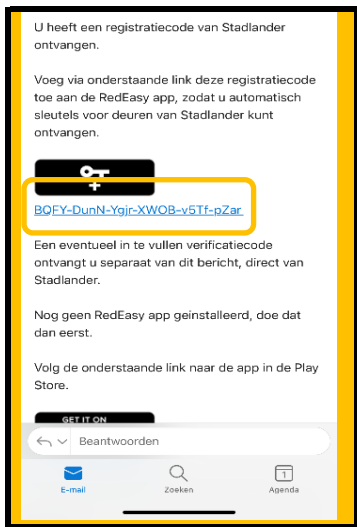 U heeft een registratiecode van Stadlander
ontvangen.
Voeg via onderstaande link deze registratiecode
toe aan de RedEasy app, zodat u automatisch
sleutels voor deuren van Stadlander kunt
ontvangen.
BQFY-DunN-Ygjr-XWOB-v5Tf-pZar
Een eventueel in te vullen verificatiecode
ontvangt u separaat van dit bericht, direct van
Stadlander.
Nog geen RedEasy app geinstalleerd, doe dat
dan eerst.
Volg de onderstaande link naar de app in de Play
Store.
GET IT ON
Beantwoorden
1
E-mail Zoeken Agenda